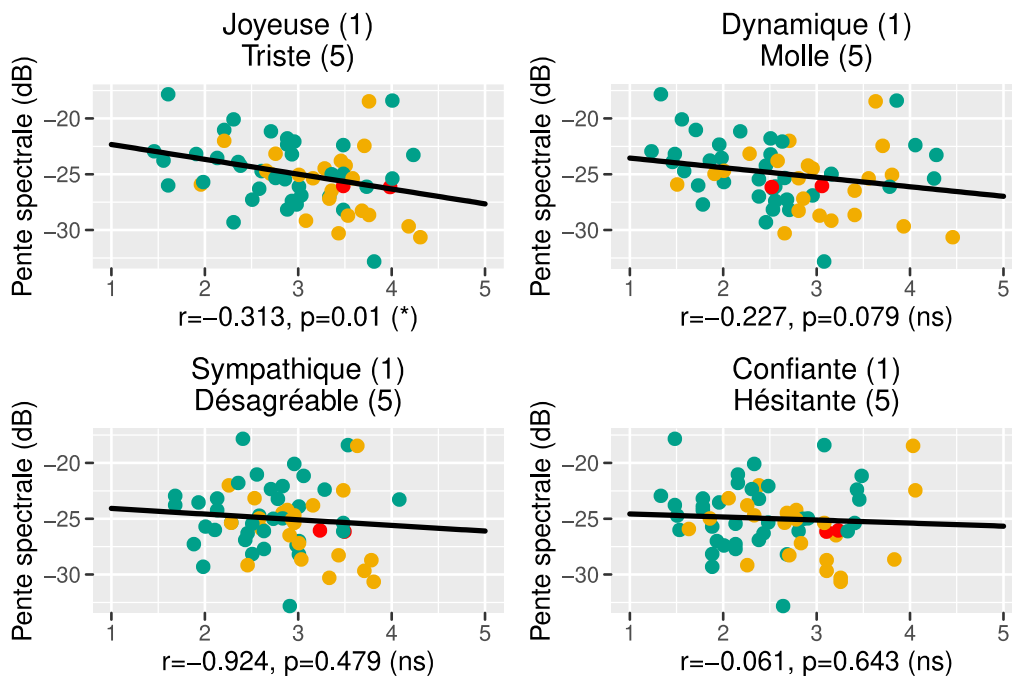 Joyeuse (1)
Triste (5)
Pente spectrale (dB)
−20
−25
−30
1 2 3 4 5
r=−0.313, p=0.01 (*)
Dynamique (1)
Molle (5)
Pente spectrale (dB)
−20
−25
−30
1 2 3 4 5
r=−0.227, p=0.079 (ns)
Sympathique (1)
Désagréable (5)
Pente spectrale (dB)
−20
−25
−30
1 2 3 4 5
r=−0.924, p=0.479 (ns)
Confiante (1)
Hésitante (5)
Pente spectrale (dB)
−20
−25
−30
1 2 3 4 5
r=−0.061, p=0.643 (ns)